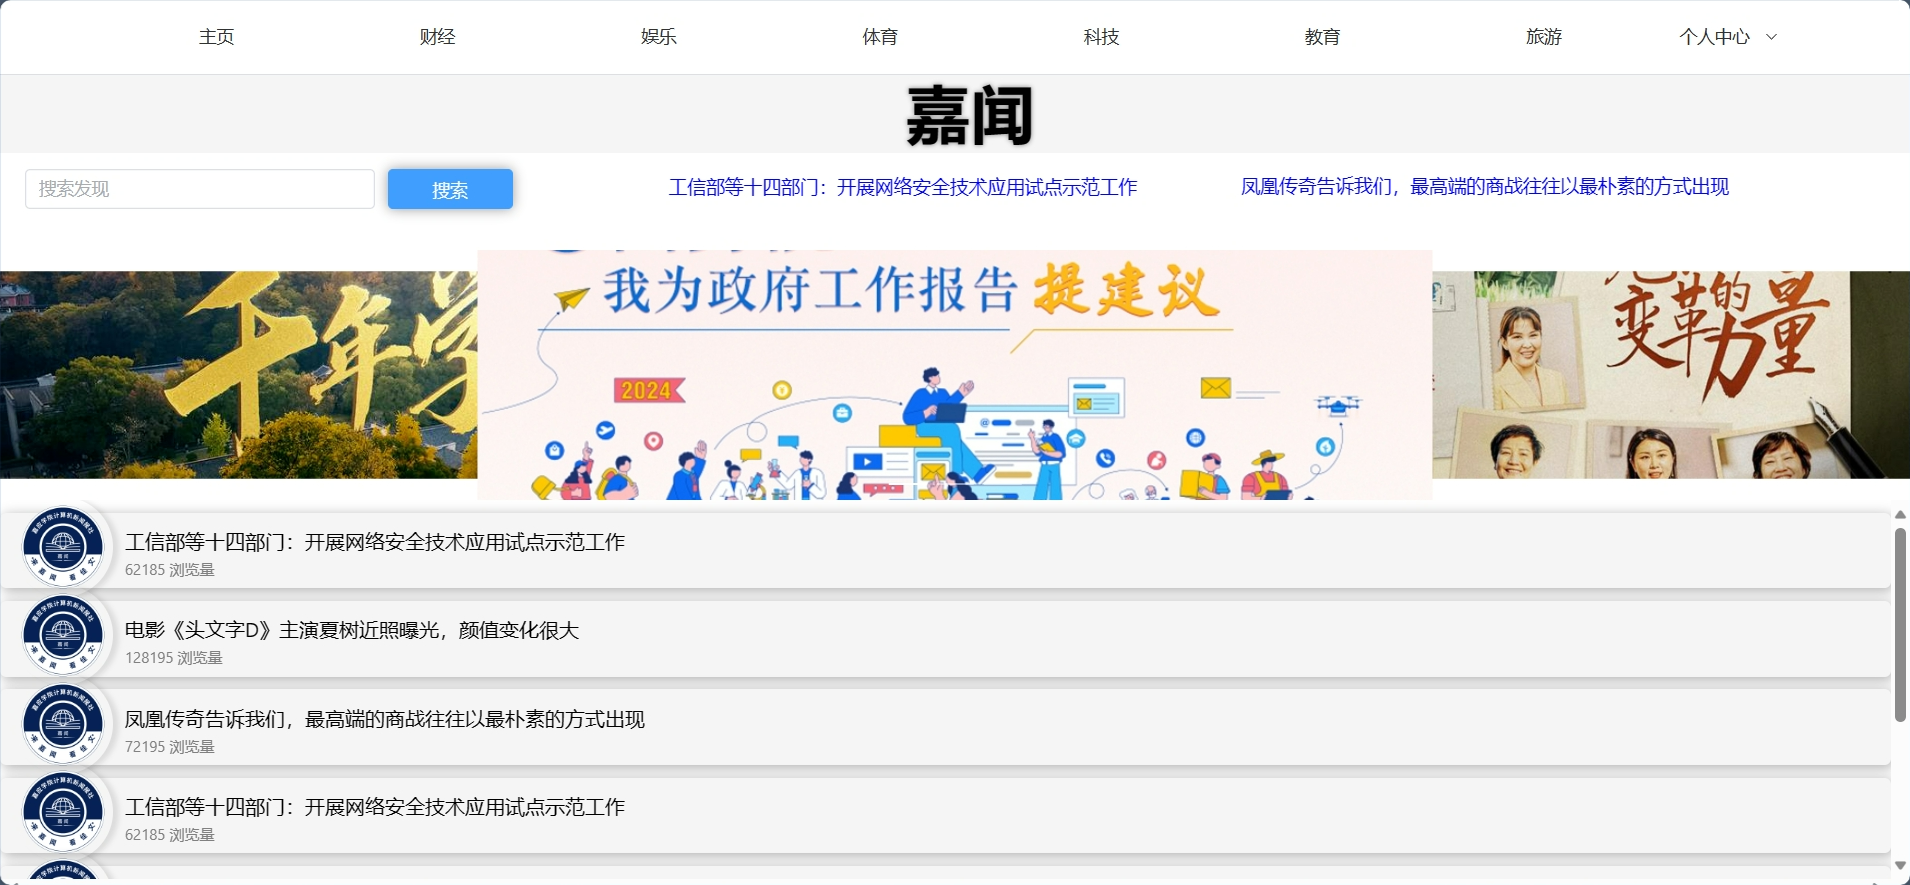 主页 财经 娱乐 体育 科技 教育 旅游 个人中心
嘉闻
搜索发现 搜索 工信部等十四部门：开展网络安全技术应用试点示范工作 凤凰传奇告诉我们，最高端的商战往往以最朴素的方式出现
千年学
我为政府工作报告 提建议
2024
变革的力量
工信部等十四部门：开展网络安全技术应用试点示范工作
62185 浏览量
电影《头文字D》主演夏树近照曝光，颜值变化很大
128195 浏览量
凤凰传奇告诉我们，最高端的商战往往以最朴素的方式出现
72195 浏览量
工信部等十四部门：开展网络安全技术应用试点示范工作
62185 浏览量